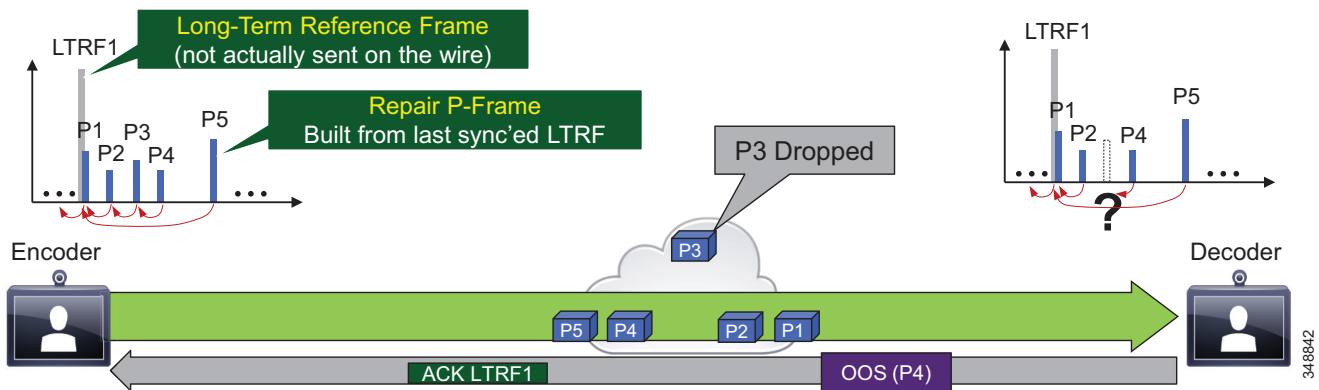 Long-Term Reference Frame
(not actually sent on the wire)
LTRF1
Repair P-Frame
Built from last sync'ed LTRF
P1
P2
P3
P4
P5
...
...
P3 Dropped
LTRF1
P1
P2
P4
P5
...
...
?
Encoder
Decoder
P3
P5
P4
P2
P1
ACK LTRF1
OOS (P4)
348842